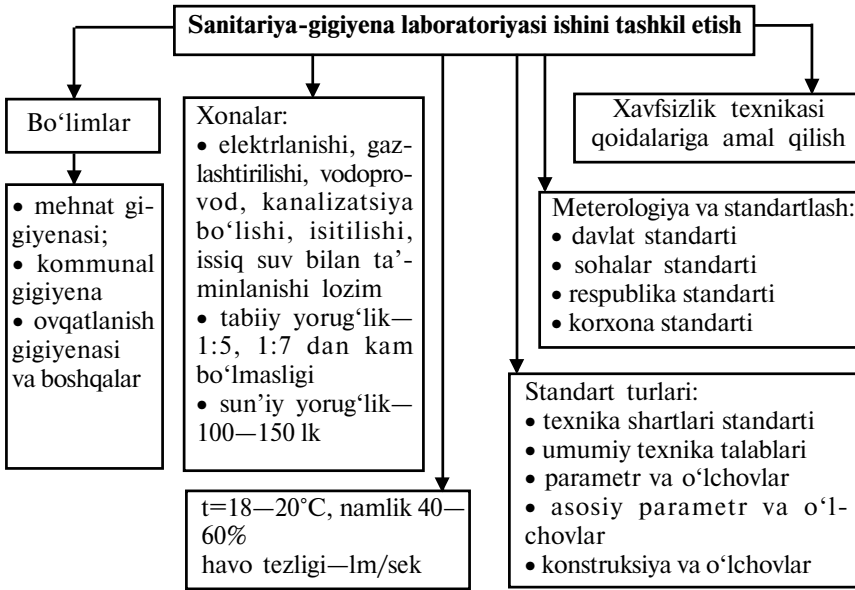 Sanitariya-gigiyena laboratoriyasi ishini tashkil etish
Bo‘limlar
• mehnat gi-
giyenasi;
• kommunal
gigiyena
• ovqatlanish
gigiyenasi
va boshqalar
Xonalar:
• elektrlanishi, gaz-
lashtirilishi, vodopro-
vod, kanalizatsiya
bo‘lishi, isitilishi,
issiq suv bilan ta’-
minlanishi lozim
• tabiiy yorug‘lik—
1:5, 1:7 dan kam
bo‘lmasligi
• sun’iy yorug‘lik—
100—150 lk
t=18—20°C, namlik 40—
60%
havo tezligi—lm/sek
Xavfsizlik texnikasi
qoidalariga amal qilish
Meterologiya va standartlash:
• davlat standarti
• sohalar standarti
• respublika standarti
• korxona standarti
Standart turlari:
• texnika shartlari standarti
• umumiy texnika talablari
• parametr va o‘lchovlar
• asosiy parametr va o‘l-
chovlar
• konstruksiya va o‘lchovlar